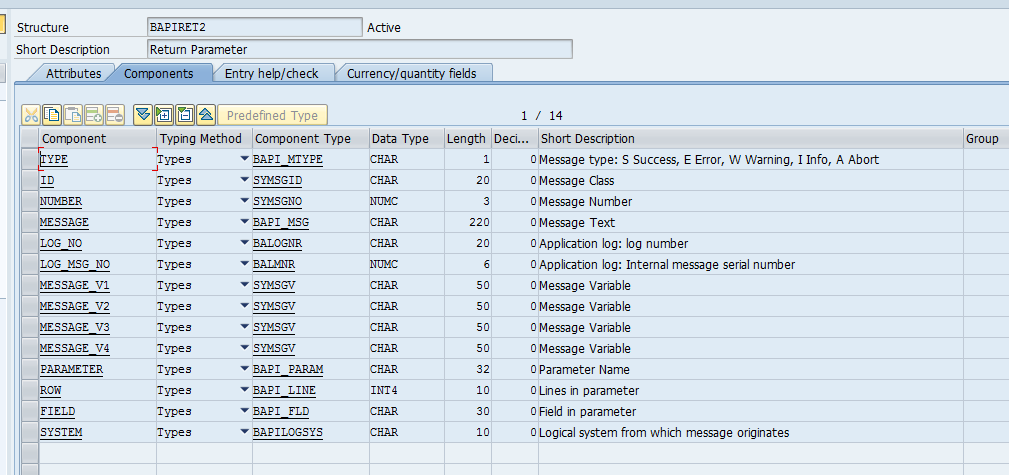 Structure BAPIRET2 Active
Short Description Return Parameter
Attributes Components Entry help/check Currency/quantity fields
Predefined Type 1 / 14
Component Typing Method Component Type Data Type Length Deci... Short Description Group
TYPE Types BAPI_MTYPE CHAR 1 0 Message type: S Success, E Error, W Warning, I Info, A Abort
ID Types SYMSGID CHAR 20 0 Message Class
NUMBER Types SYMSGNO NUMC 3 0 Message Number
MESSAGE Types BAPI_MSG CHAR 220 0 Message Text
LOG_NO Types BALOGNR CHAR 20 0 Application log: log number
LOG_MSG_NO Types BALMNR NUMC 6 0 Application log: Internal message serial number
MESSAGE_V1 Types SYMSGV CHAR 50 0 Message Variable
MESSAGE_V2 Types SYMSGV CHAR 50 0 Message Variable
MESSAGE_V3 Types SYMSGV CHAR 50 0 Message Variable
MESSAGE_V4 Types SYMSGV CHAR 50 0 Message Variable
PARAMETER Types BAPI_PARAM CHAR 32 0 Parameter Name
ROW Types BAPI_LINE INT4 10 0 Lines in parameter
FIELD Types BAPI_FLD CHAR 30 0 Field in parameter
SYSTEM Types BAPILOGSYS CHAR 10 0 Logical system from which message originates